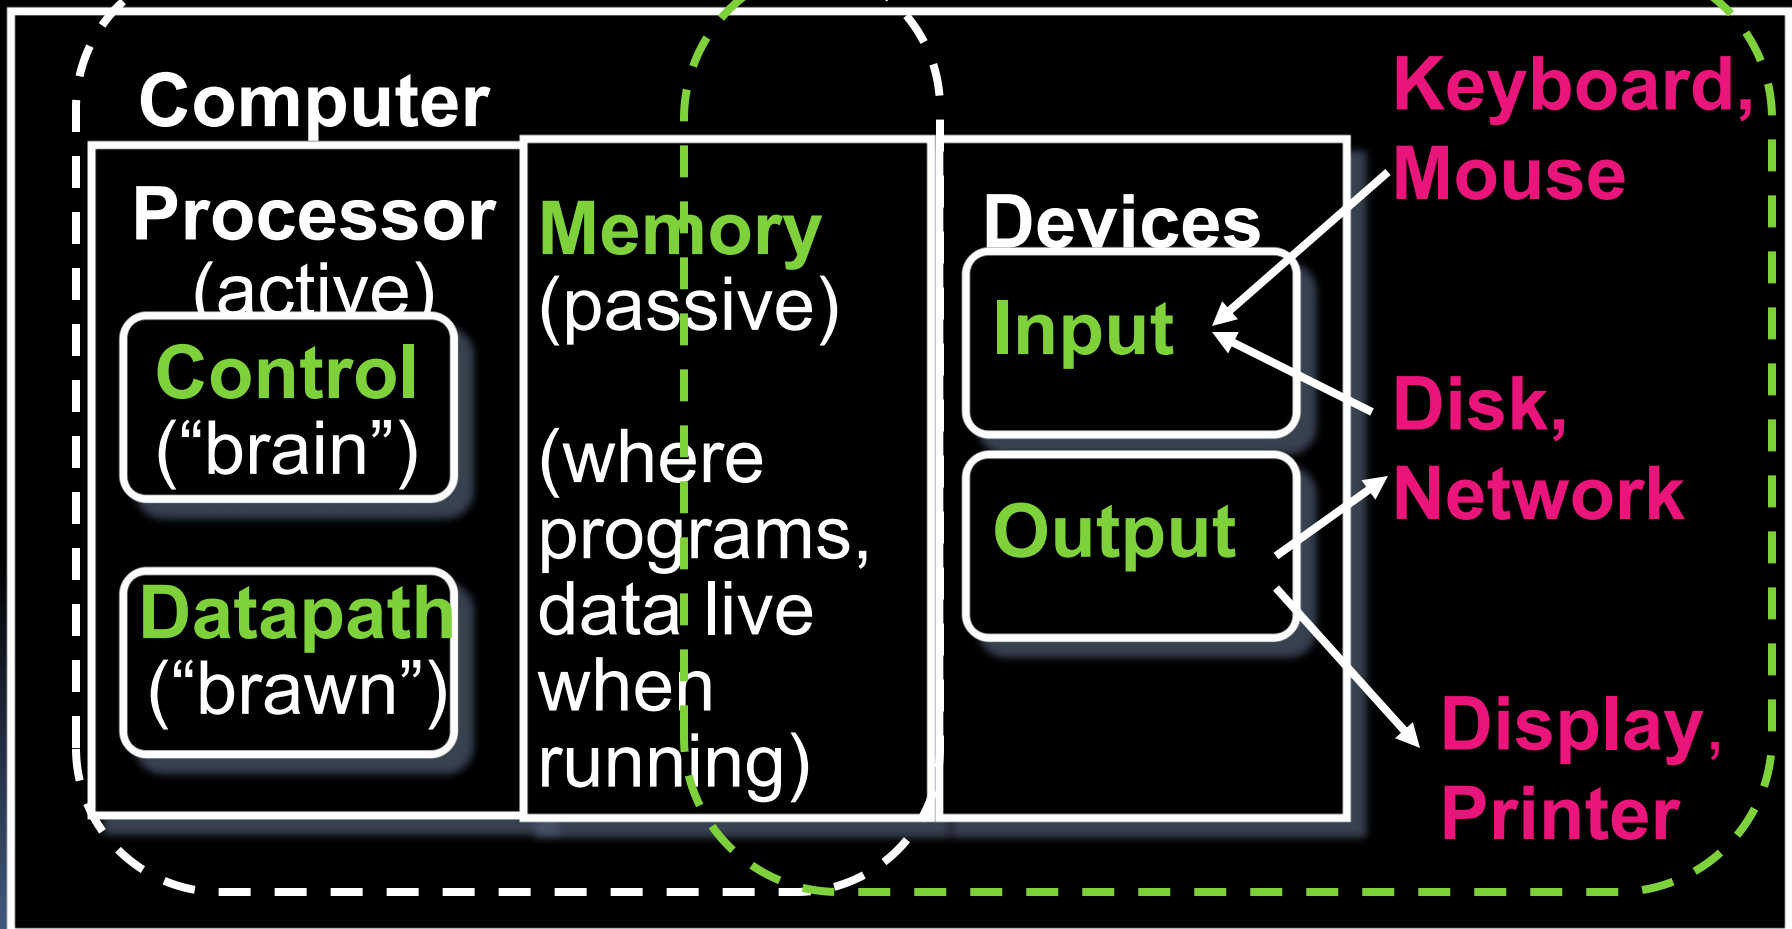 Computer
Processor
(active)
Control
(“brain”)
Datapath
(“brawn”)
Memory
(passive)
(where
programs,
data live
when
running)
Devices
Input
Output
Keyboard,
Mouse
Disk,
Network
Display,
Printer